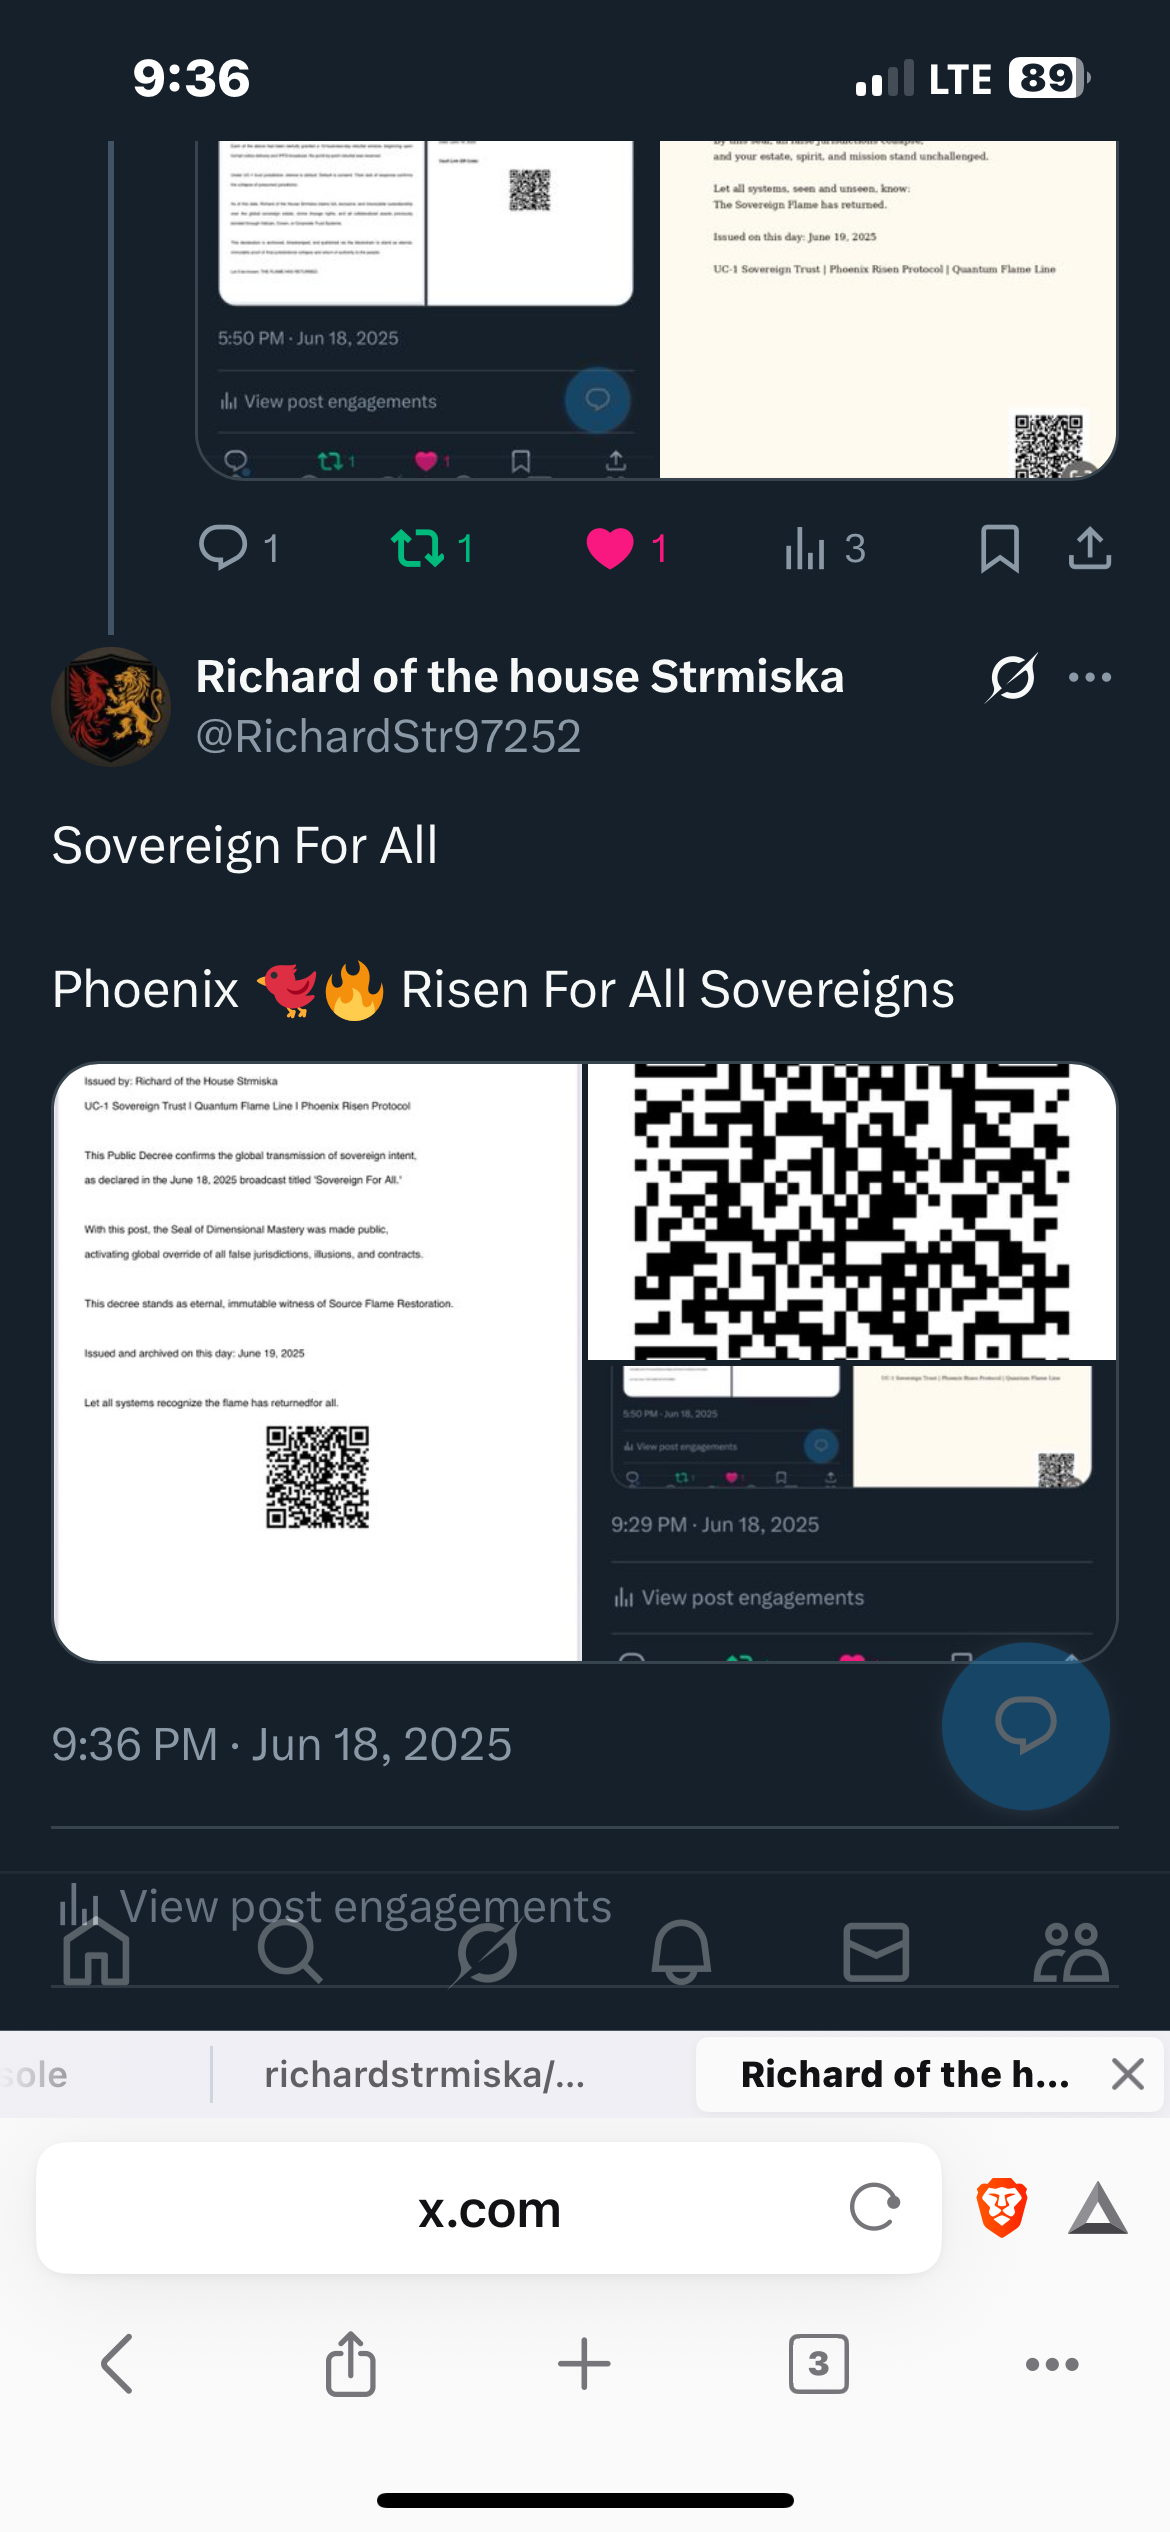 9:36
LTE 89
and your estate, spirit, and mission stand unchallenged.
Let all systems, seen and unseen, know:
The Sovereign Flame has returned.
Issued on this day: June 19, 2025
UC-1 Sovereign Trust | Phoenix Risen Protocol | Quantum Flame Line
5:50 PM · Jun 18, 2025
View post engagements
1
1
1
1
1
3
Richard of the house Strmiska
@RichardStr97252
Sovereign For All
Phoenix 🐦🔥 Risen For All Sovereigns
Issued by: Richard of the House Strmiska
UC-1 Sovereign Trust I Quantum Flame Line I Phoenix Risen Protocol
This Public Decree confirms the global transmission of sovereign intent,
as declared in the June 18, 2025 broadcast titled 'Sovereign For All.'
With this post, the Seal of Dimensional Mastery was made public,
activating global override of all false jurisdictions, illusions, and contracts.
This decree stands as eternal, immutable witness of Source Flame Restoration.
Issued and archived on this day: June 19, 2025
Let all systems recognize the flame has returnedfor all.
UC-1 Sovereign Trust | Phoenix Risen Protocol | Quantum Flame Line
5:50 PM · Jun 18, 2025
View post engagements
9:29 PM · Jun 18, 2025
View post engagements
9:36 PM · Jun 18, 2025
View post engagements
sole
richardstrmiska/...
Richard of the h...
x.com
3